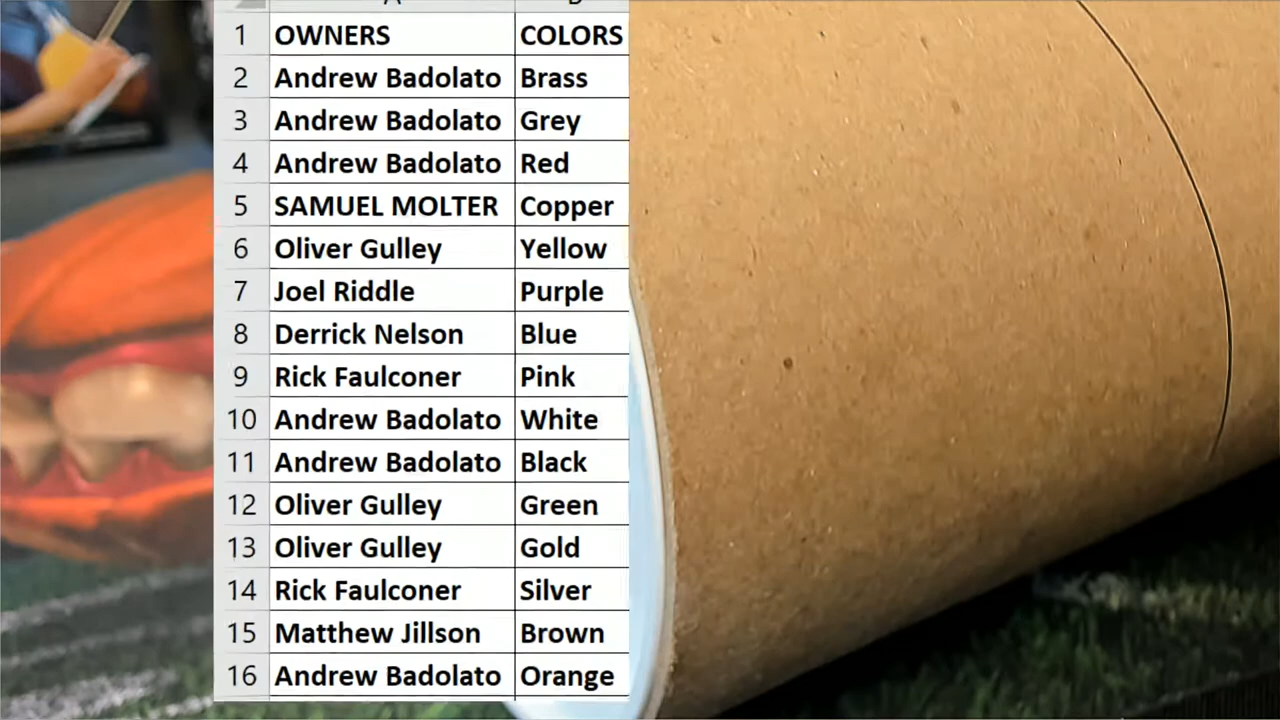 1 OWNERS COLORS
2 Andrew Badolato Brass
3 Andrew Badolato Grey
4 Andrew Badolato Red
5 SAMUEL MOLTER Copper
6 Oliver Gulley Yellow
7 Joel Riddle Purple
8 Derrick Nelson Blue
9 Rick Faulconer Pink
10 Andrew Badolato White
11 Andrew Badolato Black
12 Oliver Gulley Green
13 Oliver Gulley Gold
14 Rick Faulconer Silver
15 Matthew Jillson Brown
16 Andrew Badolato Orange